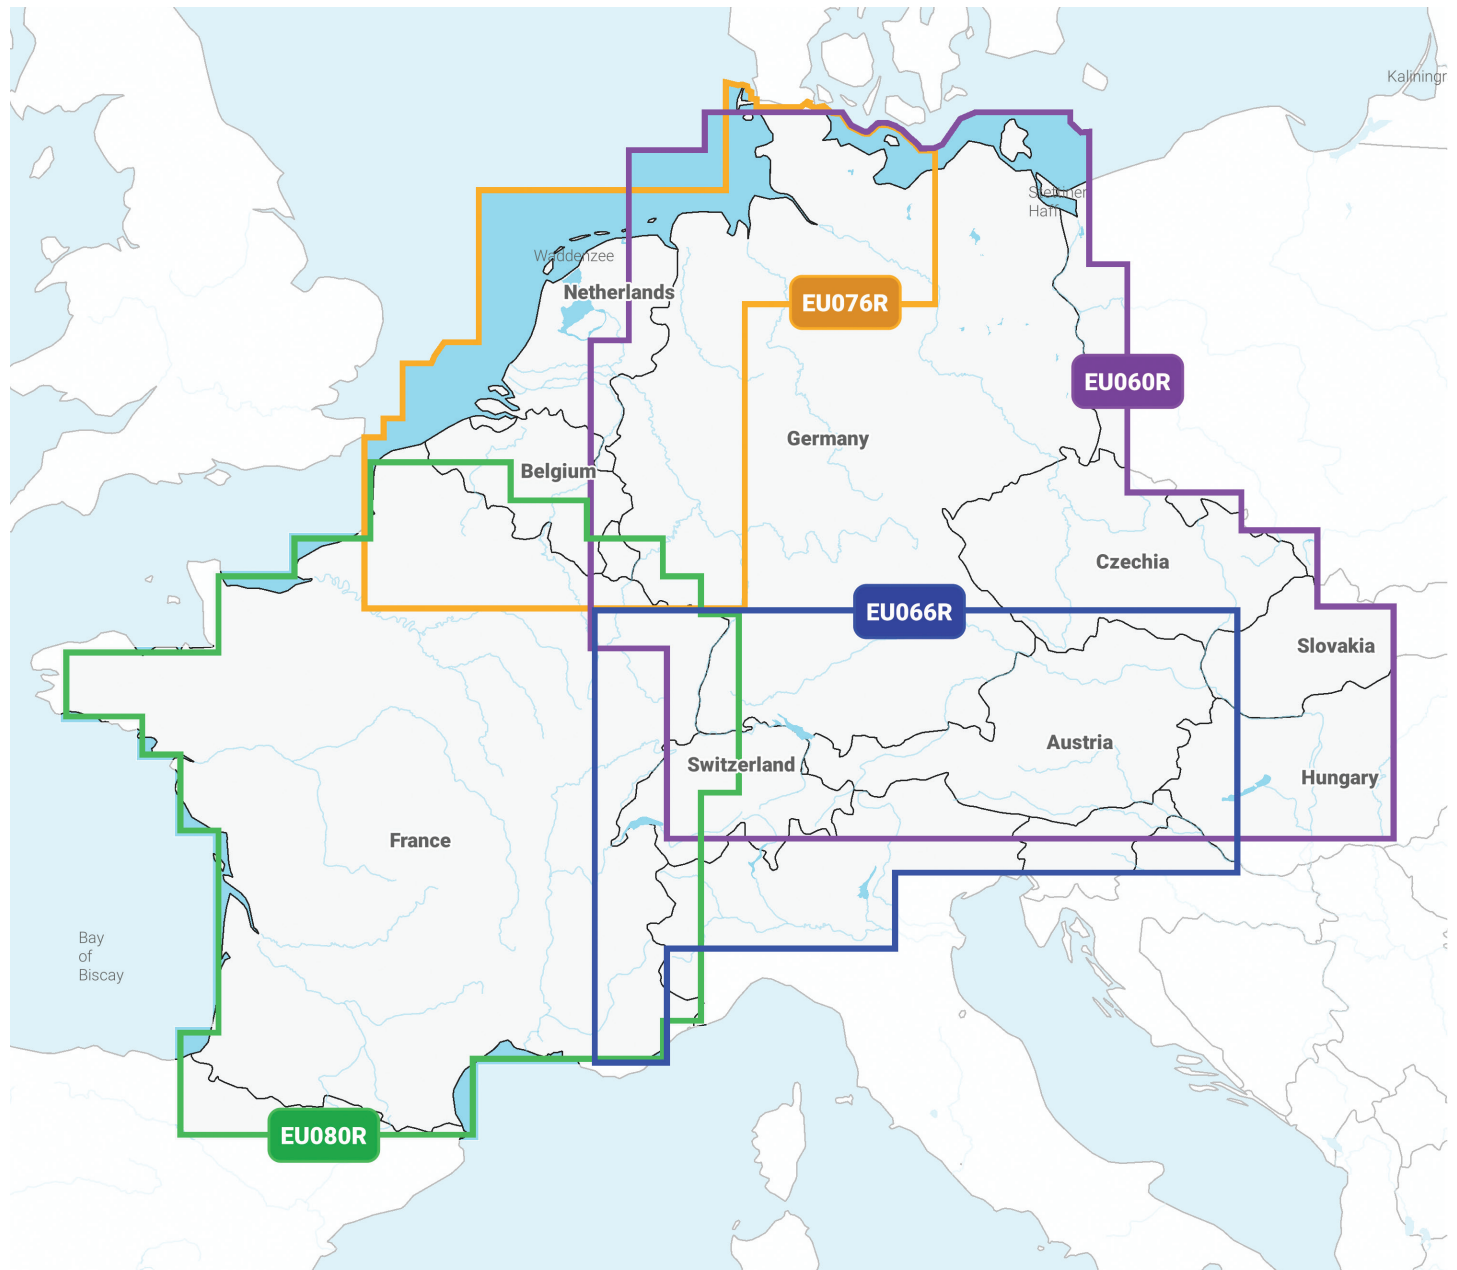 Kaliningr
Stettiner
Haff
Waddenzee
Netherlands
EU076R
EU060R
Germany
Belgium
Czechia
EU066R
Slovakia
Austria
Switzerland
Hungary
France
Bay
of
Biscay
EU080R